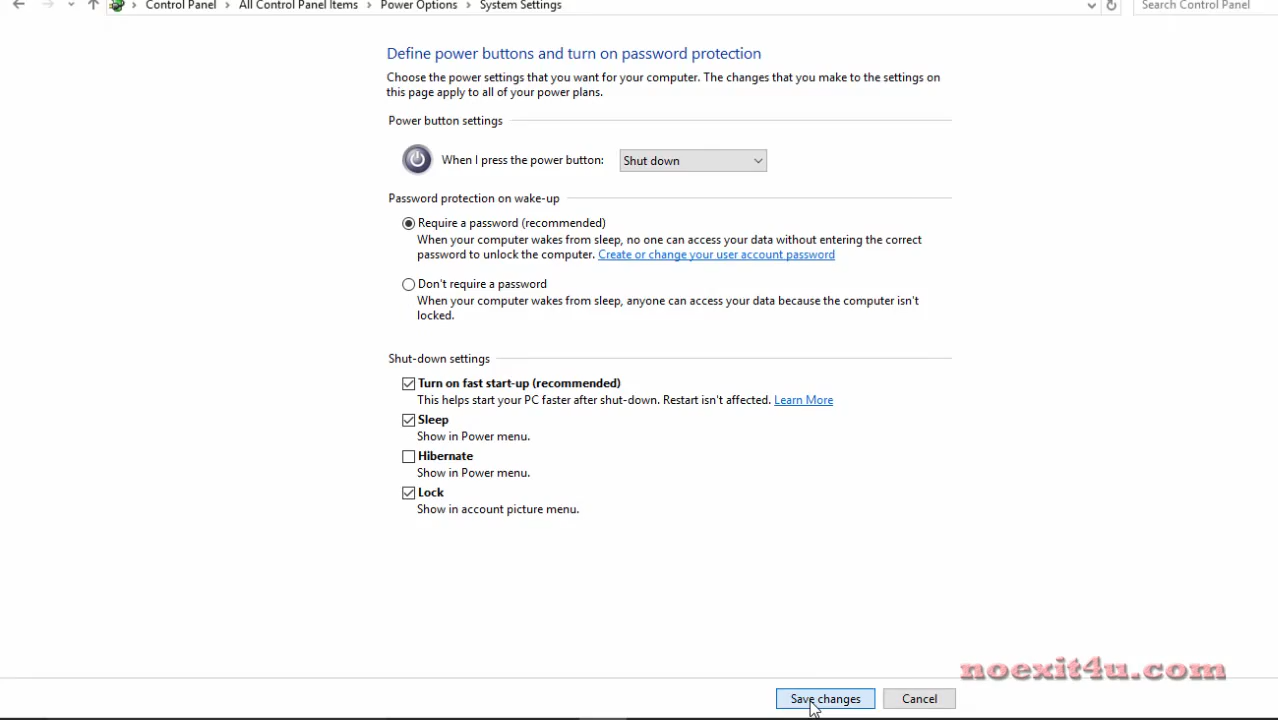 Control Panel > All Control Panel Items > Power Options > System Settings
Search Control Panel
Define power buttons and turn on password protection
Choose the power settings that you want for your computer. The changes that you make to the settings on
this page apply to all of your power plans.
Power button settings
When I press the power button: Shut down
Password protection on wake-up
Require a password (recommended)
When your computer wakes from sleep, no one can access your data without entering the correct
password to unlock the computer. Create or change your user account password
Don't require a password
When your computer wakes from sleep, anyone can access your data because the computer isn't
locked.
Shut-down settings
Turn on fast start-up (recommended)
This helps start your PC faster after shut-down. Restart isn't affected. Learn More
Sleep
Show in Power menu.
Hibernate
Show in Power menu.
Lock
Show in account picture menu.
noexit4u.com
Save changes Cancel